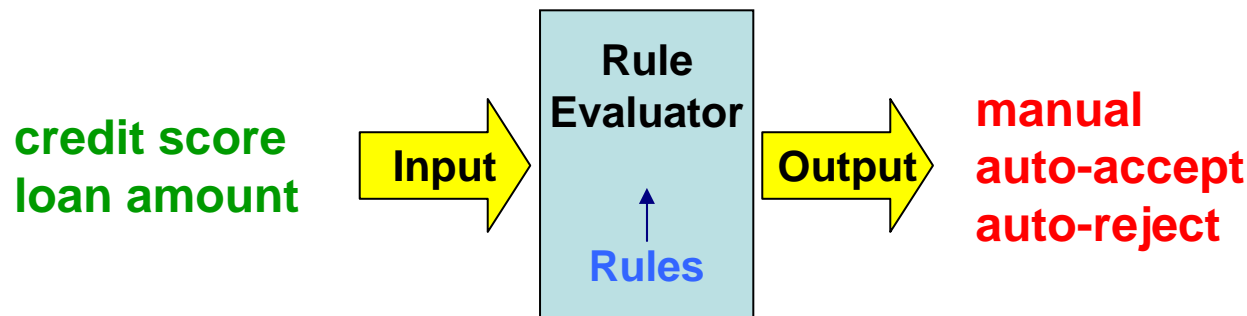 credit score
loan amount
Input
Rule
Evaluator
Rules
Output
manual
auto-accept
auto-reject